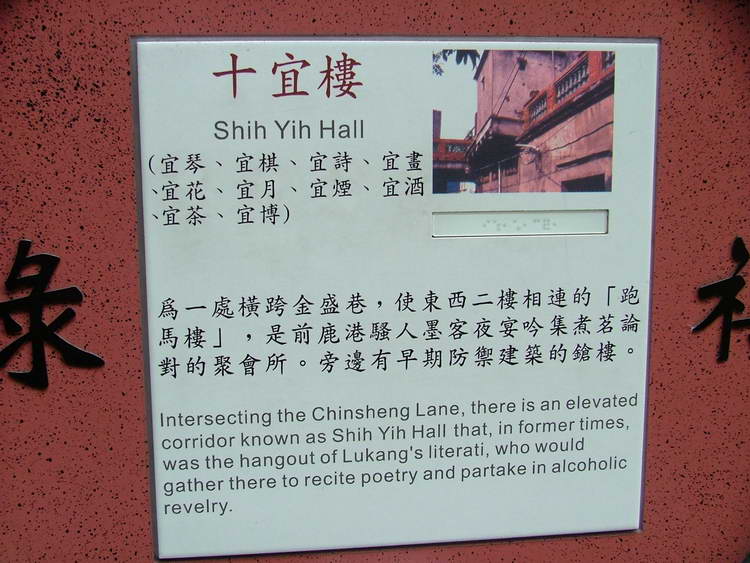 十宜樓
Shih Yih Hall
(宜琴、宜棋、宜詩、宜畫
、宜花、宜月、宜煙、宜酒
、宜茶、宜博)
為一處橫跨金盛巷，使東西二樓相連的「跑
馬樓」，是前鹿港騷人墨客夜宴吟集煮茗論
對的聚會所。旁邊有早期防禦建築的鎗樓。
Intersecting the Chinsheng Lane, there is an elevated
corridor known as Shih Yih Hall that, in former times,
was the hangout of Lukang's literati, who would
gather there to recite poetry and partake in alcoholic
revelry.